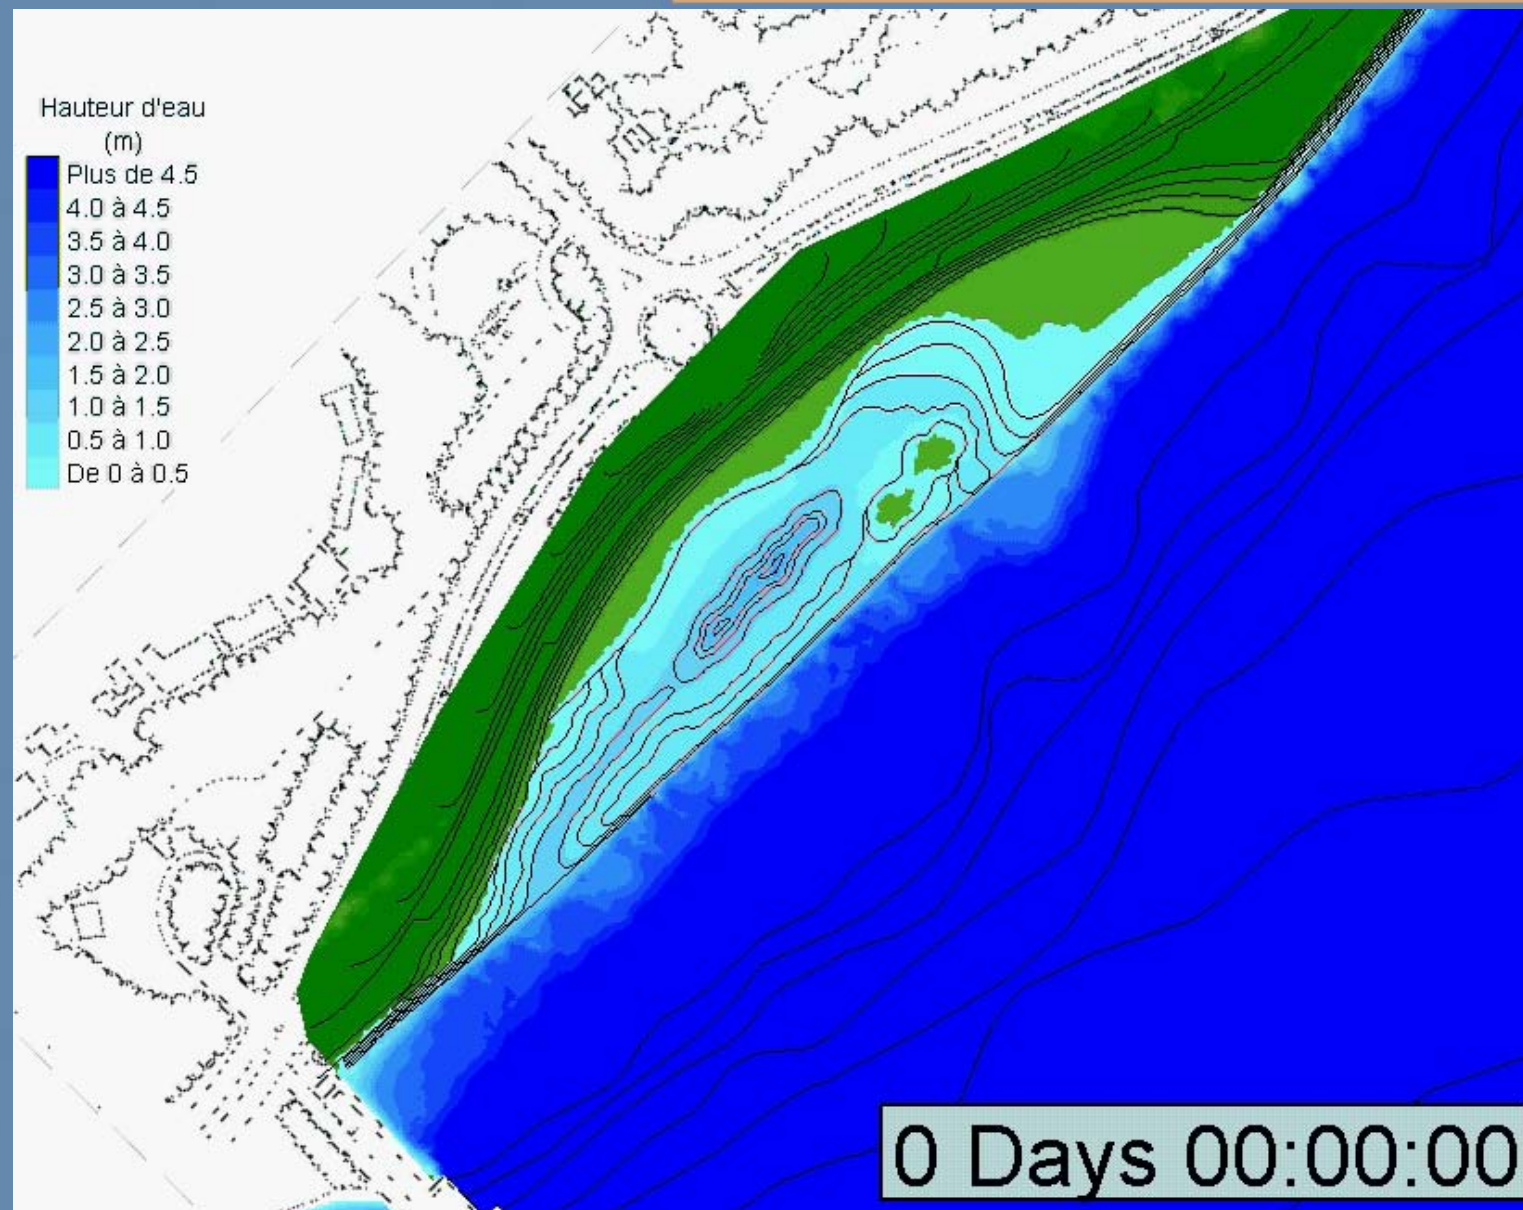 Hauteur d'eau
(m)
Plus de 4.5
4.0 à 4.5
3.5 à 4.0
3.0 à 3.5
2.5 à 3.0
2.0 à 2.5
1.5 à 2.0
1.0 à 1.5
0.5 à 1.0
De 0 à 0.5
0 Days 00:00:00